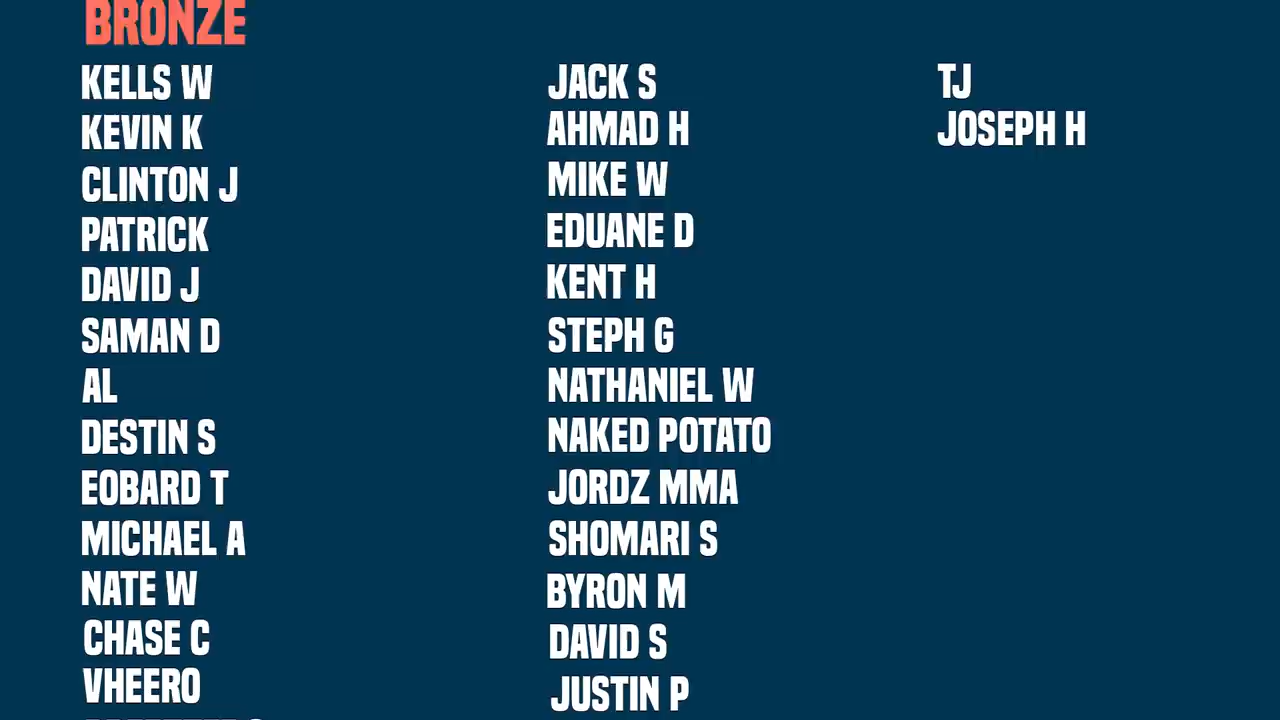 BRONZE
KELLS W
KEVIN K
CLINTON J
PATRICK
DAVID J
SAMAN D
AL
DESTIN S
EOBARD T
MICHAEL A
NATE W
CHASE C
VHEERO
JACK S
AHMAD H
MIKE W
EDUANE D
KENT H
STEPH G
NATHANIEL W
NAKED POTATO
JORDZ MMA
SHOMARI S
BYRON M
DAVID S
JUSTIN P
TJ
JOSEPH H